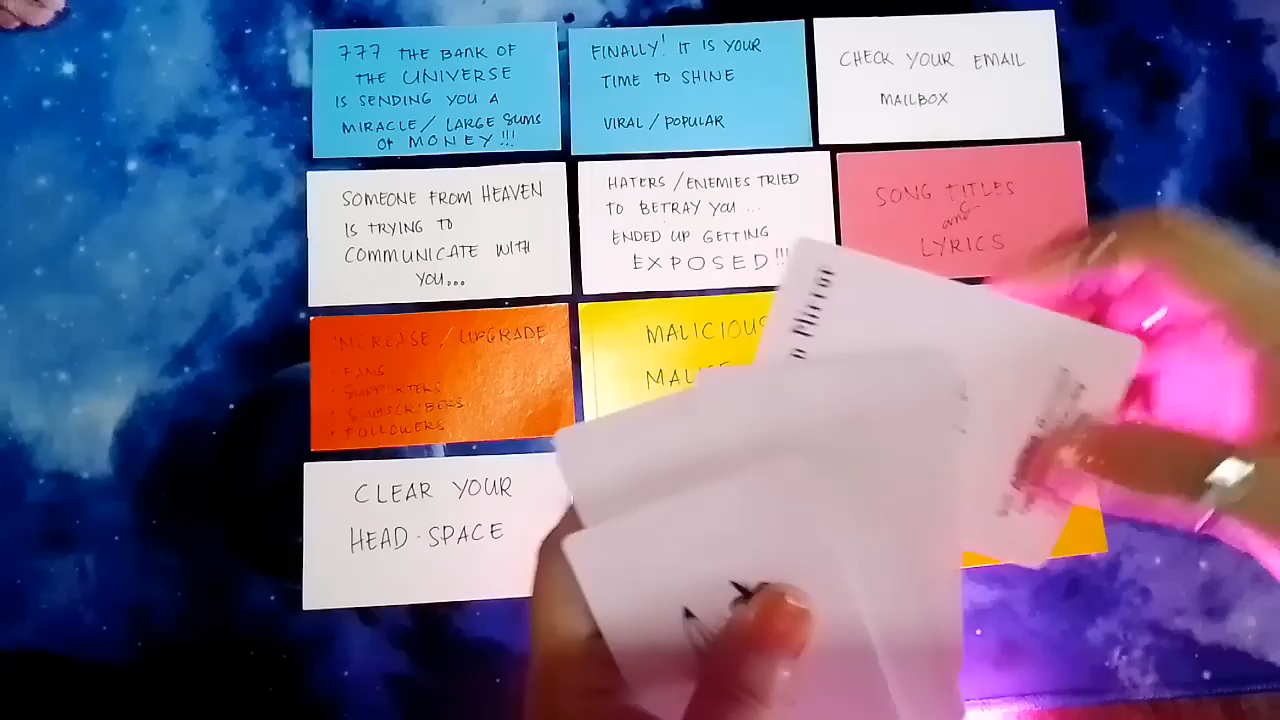 777 THE BANK OF
THE UNIVERSE
IS SENDING YOU A
MIRACLE/ LARGE SUMS
OF MONEY!!!
FINALLY! IT IS YOUR
TIME TO SHINE
VIRAL / POPULAR
CHECK YOUR EMAIL
MAILBOX
SOMEONE FROM HEAVEN
IS TRYING TO
COMMUNICATE WITH
YOU...
HATERS / ENEMIES TRIED
TO BETRAY YOU ...
ENDED UP GETTING
EXPOSED!!!
SONG TITLES
and
LYRICS
INCREASE / UPGRADE
· FANS
· SUPPORTERS
· SUBSCRIBERS
· FOLLOWERS
MALICIOUS
CLEAR YOUR
HEAD-SPACE
Mirror